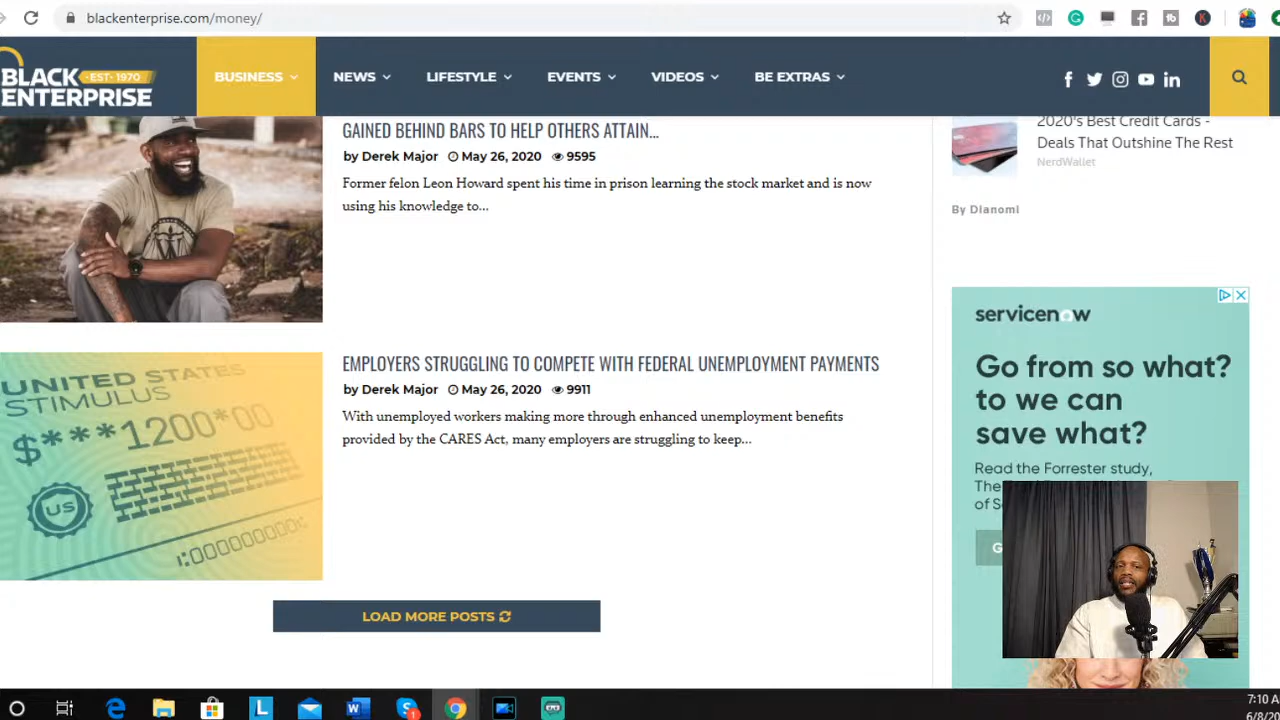 blackenterprise.com/money/
BLACK
EST- 1970
ENTERPRISE
BUSINESS NEWS LIFESTYLE EVENTS VIDEOS BE EXTRAS
GAINED BEHIND BARS TO HELP OTHERS ATTAIN...
by Derek Major May 26, 2020 9595
Former felon Leon Howard spent his time in prison learning the stock market and is now
using his knowledge to...
2020's Best Credit Cards -
Deals That Outshine The Rest
NerdWallet
By Dianomi
servicenow
Go from so what?
to we can
save what?
Read the Forrester study,
of
G
UNITED STATES
STIMULUS
$***1200*00
US
:000000000:
EMPLOYERS STRUGGLING TO COMPETE WITH FEDERAL UNEMPLOYMENT PAYMENTS
by Derek Major May 26, 2020 9911
With unemployed workers making more through enhanced unemployment benefits
provided by the CARES Act, many employers are struggling to keep...
LOAD MORE POSTS
7:10 A
6/8/20